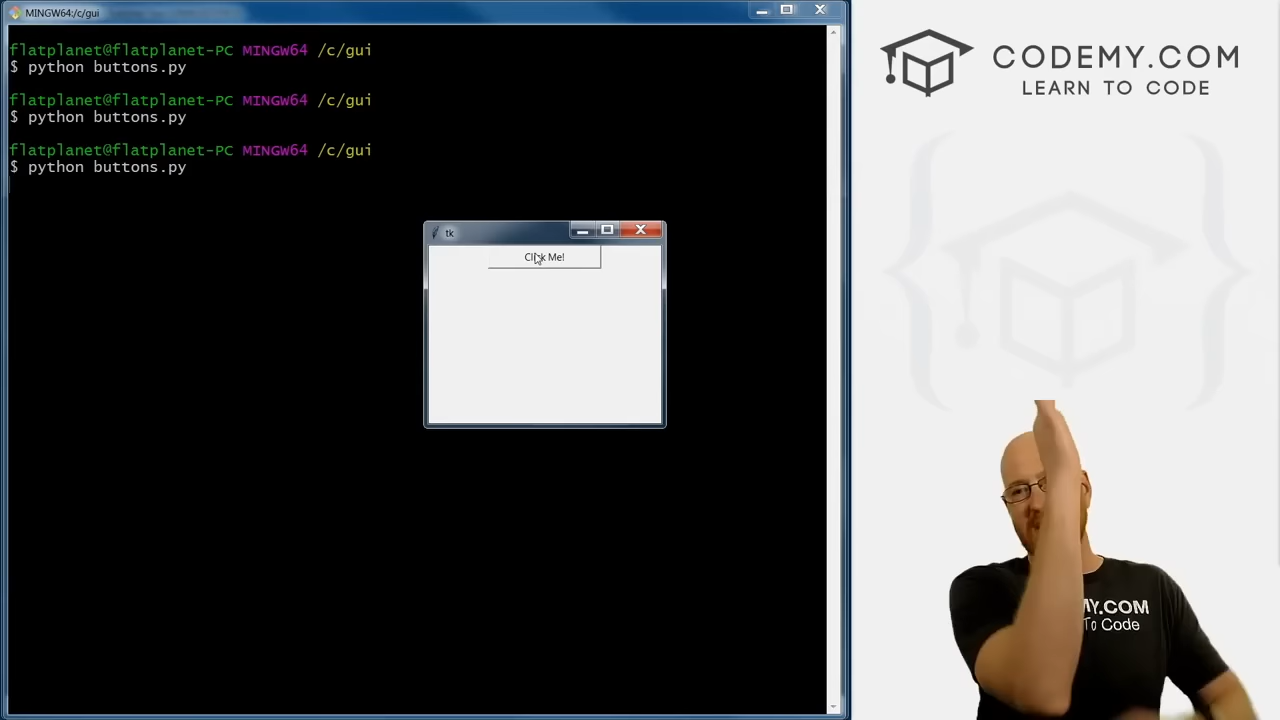 MINGW64:/c/gui
flatplanet@flatplanet-PC MINGW64 /c/gui
$ python buttons.py
flatplanet@flatplanet-PC MINGW64 /c/gui
$ python buttons.py
flatplanet@flatplanet-PC MINGW64 /c/gui
$ python buttons.py
tk
Click Me!
CODEMY.COM
LEARN TO CODE
MY.COM
To Code